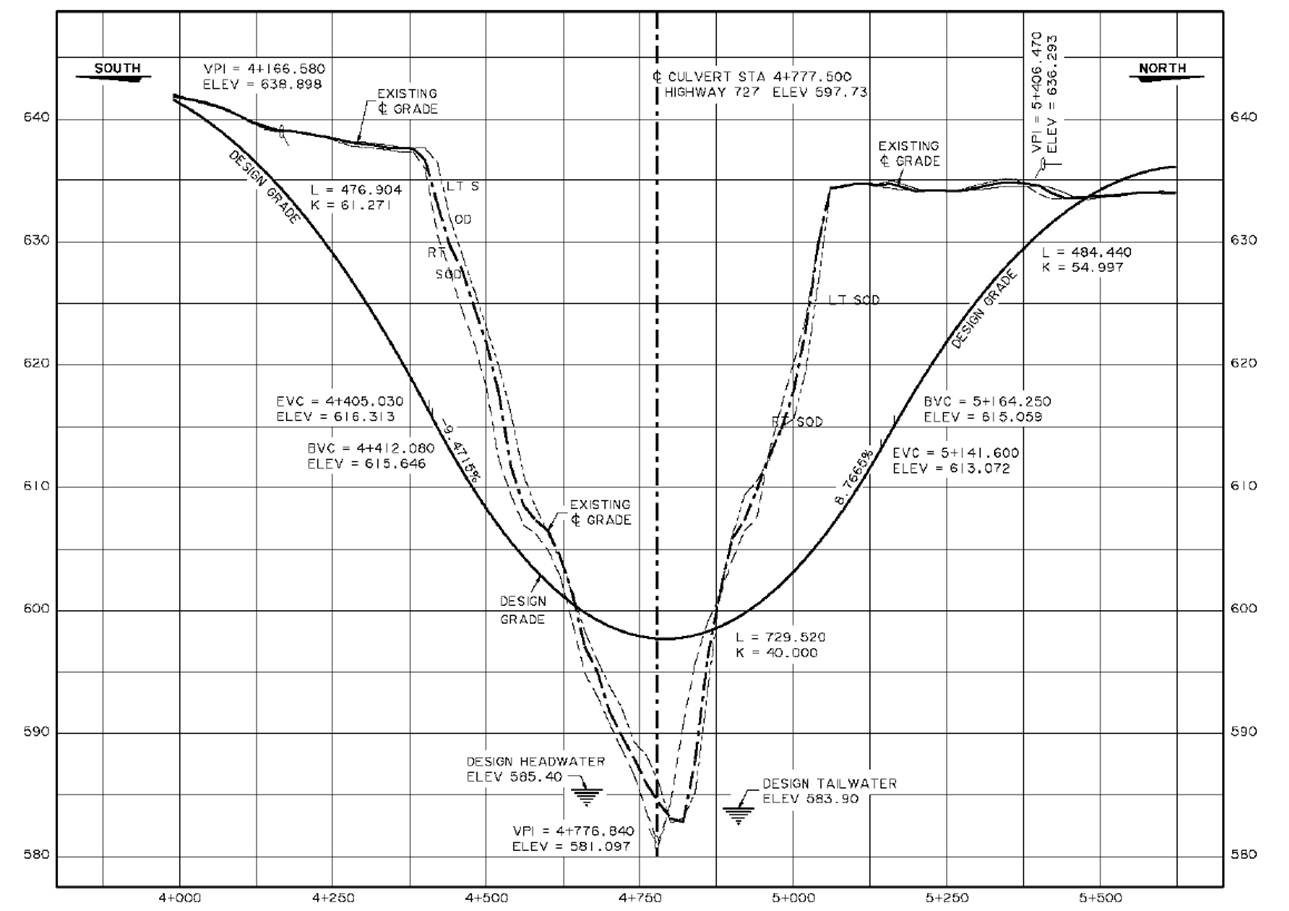 SOUTH
VPI = 4+166.580
ELEV = 638.898
EXISTING
℄ GRADE
℄ CULVERT STA 4+777.500
HIGHWAY 727 ELEV 597.73
VPI = 5+406.470
ELEV = 636.293
NORTH
640
640
EXISTING
℄ GRADE
DESIGN GRADE
L = 476.904
K = 61.271
LT S
OD
RT
SOD
630
630
L = 484.440
K = 54.997
LT SOD
DESIGN GRADE
620
620
EVC = 4+405.030
ELEV = 616.313
BVC = 5+164.250
ELEV = 615.059
RT SOD
BVC = 4+412.080
ELEV = 615.646
-9.4715%
8.7665%
EVC = 5+141.600
ELEV = 613.072
610
610
EXISTING
℄ GRADE
DESIGN
GRADE
600
600
L = 729.520
K = 40.000
590
590
DESIGN HEADWATER
ELEV 585.40
DESIGN TAILWATER
ELEV 583.90
VPI = 4+776.840
ELEV = 581.097
580
580
4+000 4+250 4+500 4+750 5+000 5+250 5+500